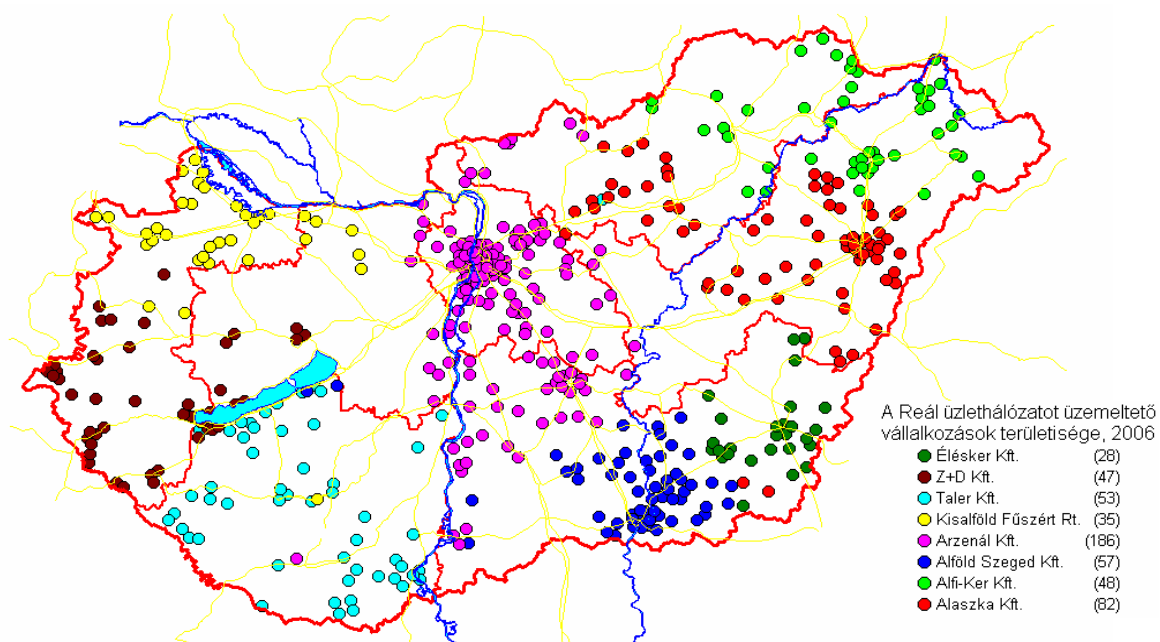 A Reál üzlethálózatot üzemeltető
vállalkozások területisége, 2006
Élésker Kft. (28)
Z+D Kft. (47)
Taler Kft. (53)
Kisalföld Fűszért Rt. (35)
Arzenál Kft. (186)
Alföld Szeged Kft. (57)
Alfi-Ker Kft. (48)
Alaszka Kft. (82)